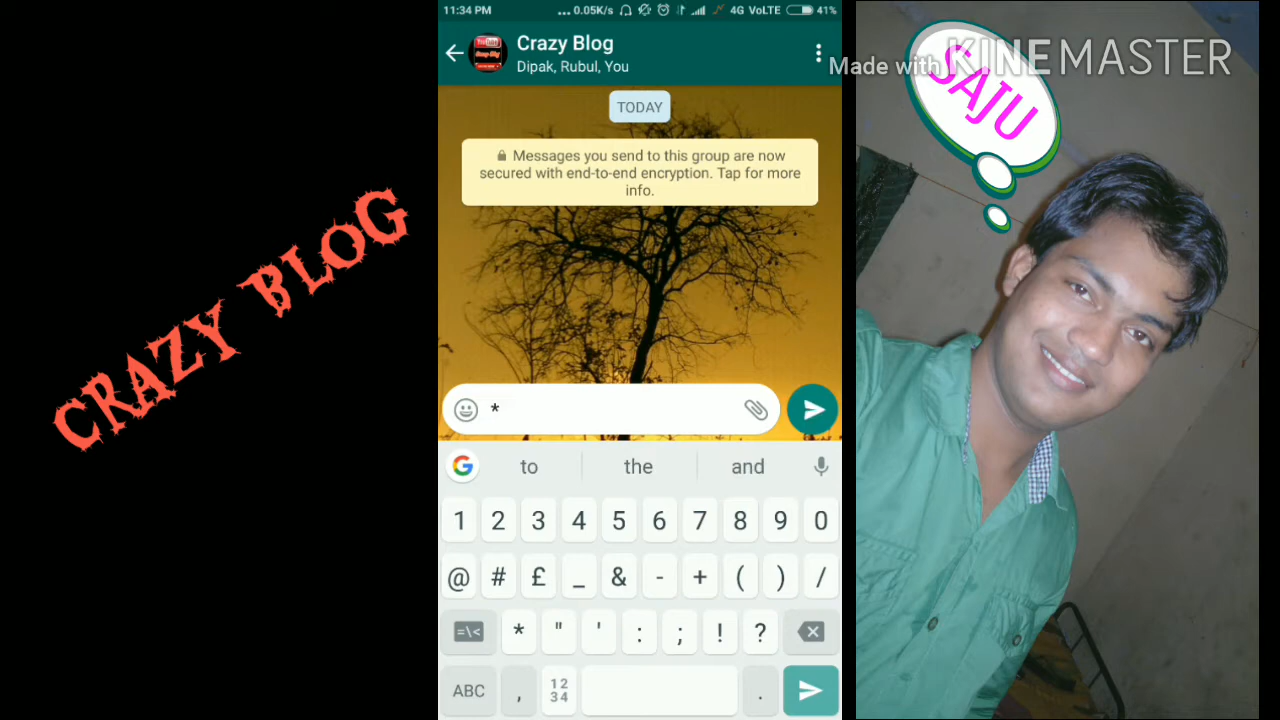 CRAZY BLOG
11:34 PM
... 0.05K/s 4G VoLTE 41%
Crazy Blog
Dipak, Rubul, You
TODAY
Messages you send to this group are now
secured with end-to-end encryption. Tap for more
info.
*
to the and
1 2 3 4 5 6 7 8 9 0
@ # £ _ & - + ( ) /
=\< * " ' : ; ! ?
ABC , 12 34 .
Made with KINEMASTER
SAJU